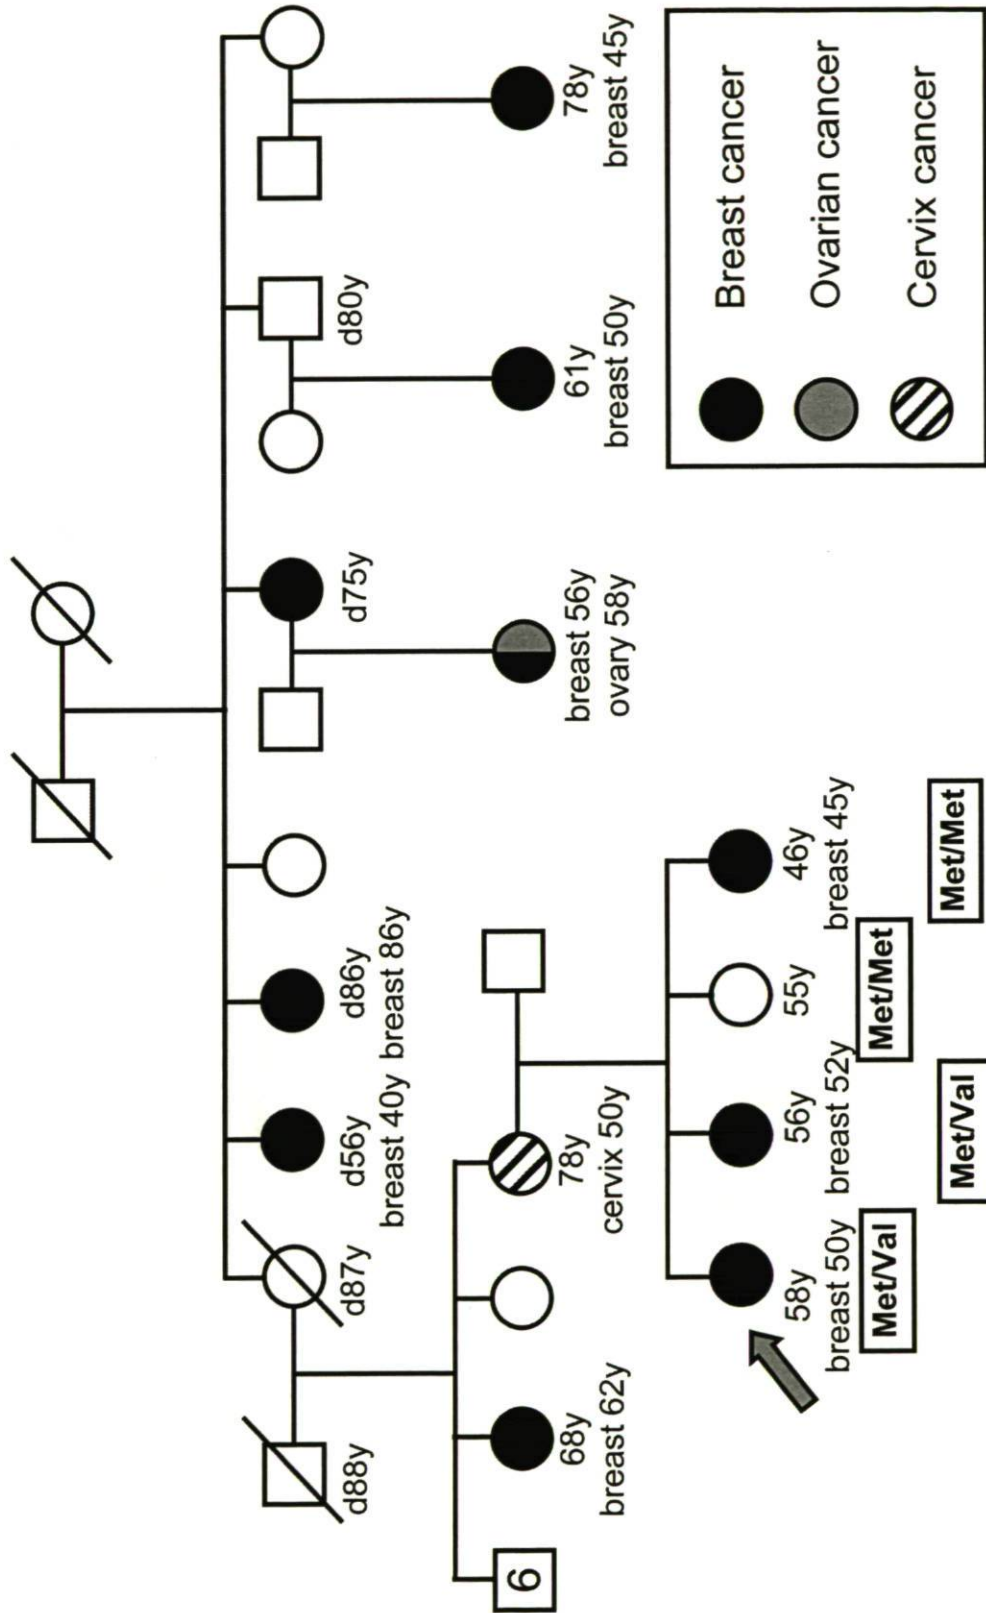 d88y
d87y
d56y
breast 40y
d86y
breast 86y
d75y
d80y
6
68y
breast 62y
78y
cervix 50y
breast 56y
ovary 58y
61y
breast 50y
78y
breast 45y
58y
breast 50y
Met/Val
56y
breast 52y
Met/Val
55y
Met/Met
46y
breast 45y
Met/Met
Breast cancer
Ovarian cancer
Cervix cancer